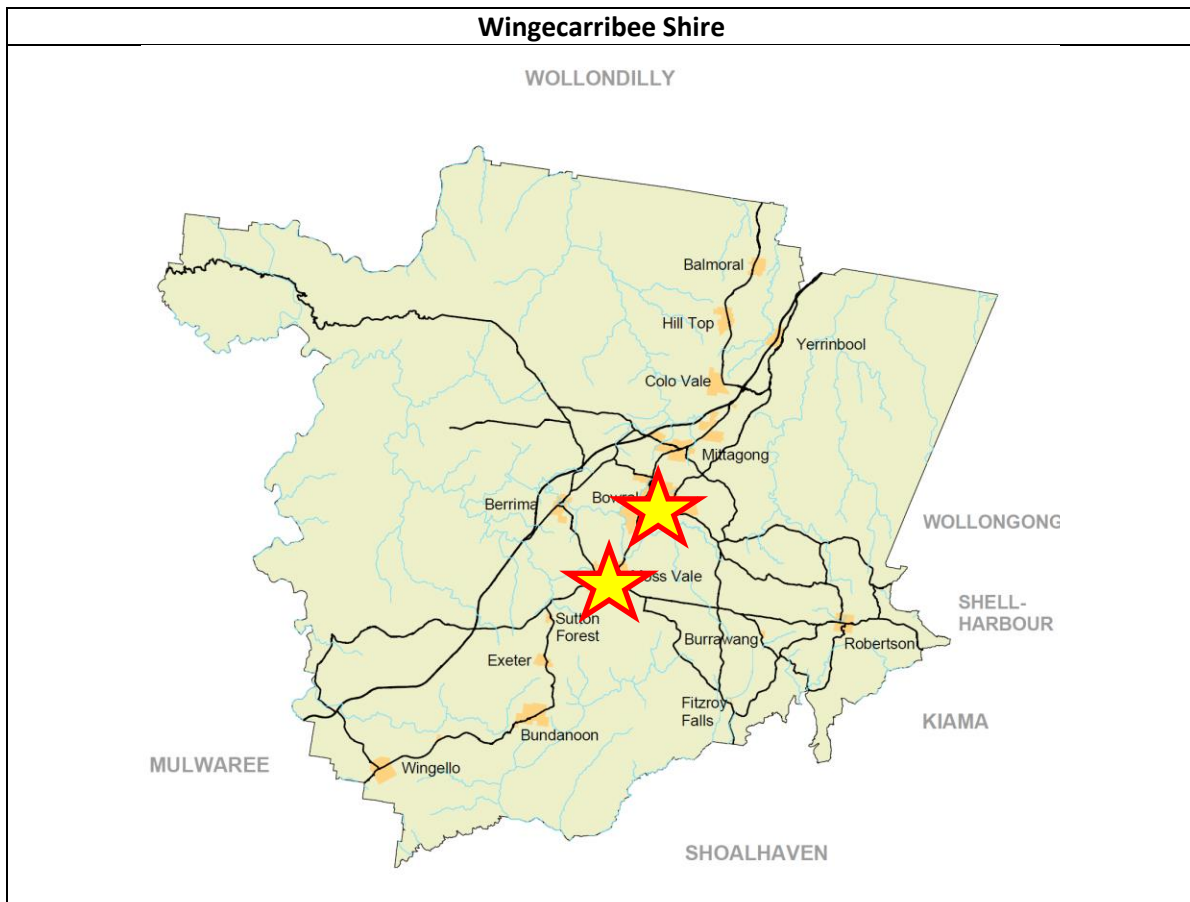 Wingecarribee Shire
WOLLONDILLY
Balmoral
Hill Top
Yerrinbool
Colo Vale
Mittagong
Berrima
WOLLONGONG
Vale
SHELL-
HARBOUR
Sutton
Forest
Burrawang
Robertson
Exeter
Fitzroy
Falls
KIAMA
Bundanoon
MULWAREE
Wingello
SHOALHAVEN